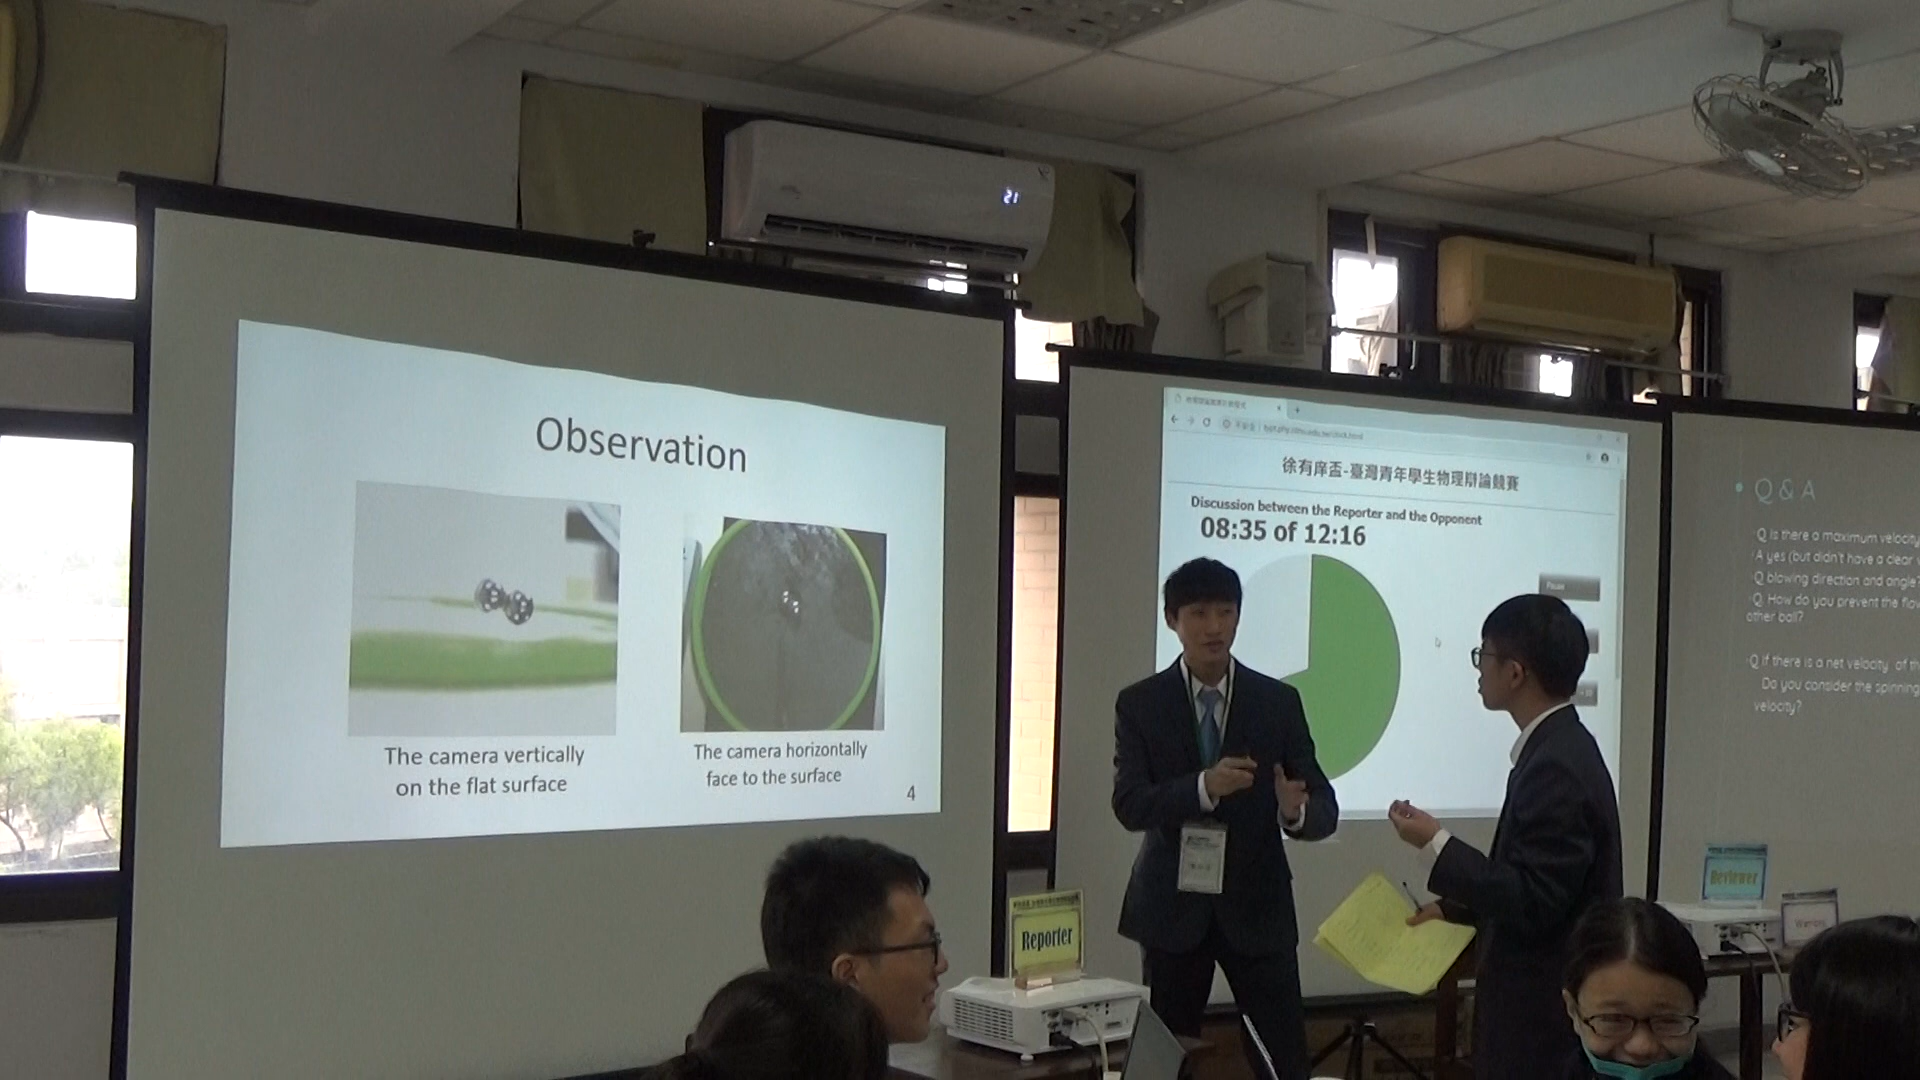 21
Observation
The camera vertically
on the flat surface
The camera horizontally
face to the surface
4
徐有庠盃-臺灣青年學生物理辯論競賽
Discussion between the Reporter and the Opponent
08:35 of 12:16
Pause
Q & A
Q Is there a maximum velocity
A yes (but didn't have a clear
Q blowing direction and angle?
Q. How do you prevent the
other ball?
Q If there is a net velocity of
Do you consider the spinning
velocity?
Reporter
Reviewer